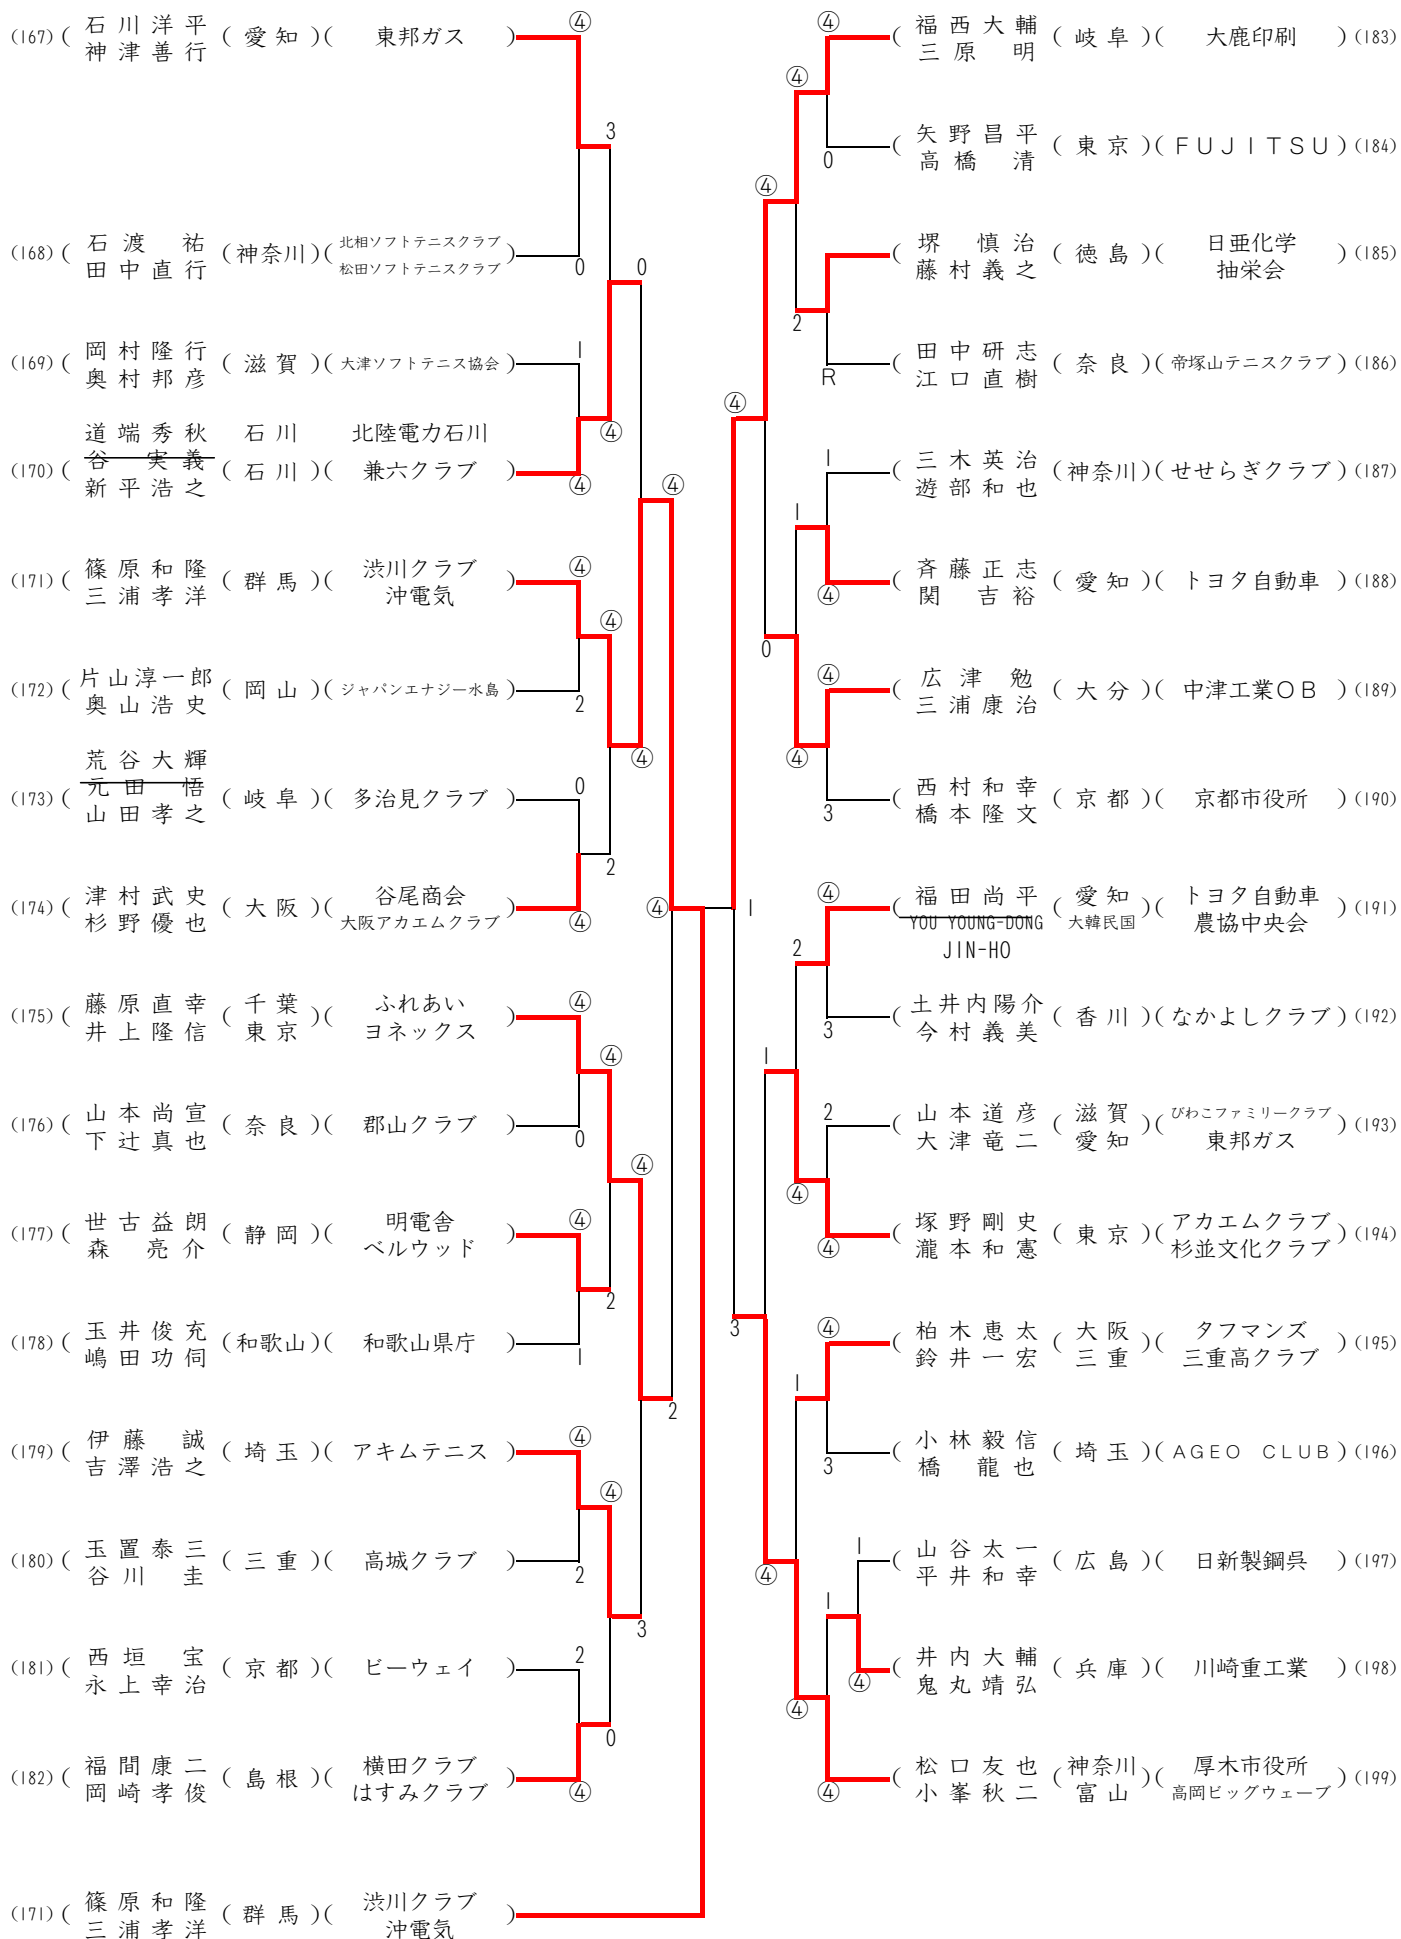 (167) ( 石川洋平 ( 愛知 ) ( 東邦ガス )
神津善行
(168) ( 石渡 祐 ( 神奈川 ) ( 北相ソフトテニスクラブ )
田中直行 松田ソフトテニスクラブ
(169) ( 岡村隆行 ( 滋賀 ) ( 大津ソフトテニス協会 )
奥村邦彦
道端秀秋 石川 北陸電力石川
谷 実義
(170) ( 新平浩之 ( 石川 ) ( 兼六クラブ )
(171) ( 篠原和隆 ( 群馬 ) ( 渋川クラブ )
三浦孝洋 沖電気
(172) ( 片山淳一郎 ( 岡山 ) ( ジャパンエナジー水島 )
奥山浩史
荒谷大輝
元田 悟
(173) ( 山田孝之 ( 岐阜 ) ( 多治見クラブ )
(174) ( 津村武史 ( 大阪 ) ( 谷尾商会 )
杉野優也 大阪アカエムクラブ
(175) ( 藤原直幸 ( 千葉 ) ( ふれあい )
井上隆信 東京 ヨネックス
(176) ( 山本尚宣 ( 奈良 ) ( 郡山クラブ )
下辻真也
(177) ( 世古益朗 ( 静岡 ) ( 明電舎 )
森 亮介 ベルウッド
(178) ( 玉井俊充 ( 和歌山 ) ( 和歌山県庁 )
嶋田功伺
(179) ( 伊藤 誠 ( 埼玉 ) ( アキムテニス )
吉澤浩之
(180) ( 玉置泰三 ( 三重 ) ( 高城クラブ )
谷川 圭
(181) ( 西垣 宝 ( 京都 ) ( ビーウェイ )
永上幸治
(182) ( 福間康二 ( 島根 ) ( 横田クラブ )
岡崎孝俊 はすみクラブ
(171) ( 篠原和隆 ( 群馬 ) ( 渋川クラブ )
三浦孝洋 沖電気
④
3
0
0
1
④
④
④
④
④
2
④
0
2
④
④
④
④
0
④
④
2
1
2
④
④
2
3
2
0
④
④
( 福西大輔 ( 岐阜 ) ( 大鹿印刷 ) (183)
三原 明
( 矢野昌平 ( 東京 ) ( FUJITSU ) (184)
高橋 清
( 堺 慎治 ( 徳島 ) ( 日亜化学 ) (185)
藤村義之 抽栄会
( 田中研志 ( 奈良 ) ( 帝塚山テニスクラブ ) (186)
江口直樹
( 三木英治 ( 神奈川 ) ( せせらぎクラブ ) (187)
遊部和也
( 斉藤正志 ( 愛知 ) ( トヨタ自動車 ) (188)
関 吉裕
( 広津 勉 ( 大分 ) ( 中津工業OB ) (189)
三浦康治
( 西村和幸 ( 京都 ) ( 京都市役所 ) (190)
橋本隆文
( 福田尚平 ( 愛知 ) ( トヨタ自動車 ) (191)
YOU YOUNG-DONG 大韓民国 農協中央会
JIN-HO
( 土井内陽介 ( 香川 ) ( なかよしクラブ ) (192)
今村義美
( 山本道彦 ( 滋賀 ) ( びわこファミリークラブ ) (193)
大津竜二 愛知 東邦ガス
( 塚野剛史 ( 東京 ) ( アカエムクラブ ) (194)
瀧本和憲 杉並文化クラブ
( 柏木恵太 ( 大阪 ) ( タフマンズ ) (195)
鈴井一宏 三重 三重高クラブ
( 小林毅信 ( 埼玉 ) ( AGEO CLUB ) (196)
橋 龍也
( 山谷太一 ( 広島 ) ( 日新製鋼呉 ) (197)
平井和幸
( 井内大輔 ( 兵庫 ) ( 川崎重工業 ) (198)
鬼丸靖弘
( 松口友也 ( 神奈川 ) ( 厚木市役所 ) (199)
小峯秋二 富山 高岡ビッグウェーブ
④
④
0
④
2
R
④
1
1
④
0
④
④
3
1
④
2
3
1
2
④
④
3
④
1
3
1
④
1
④
④
④